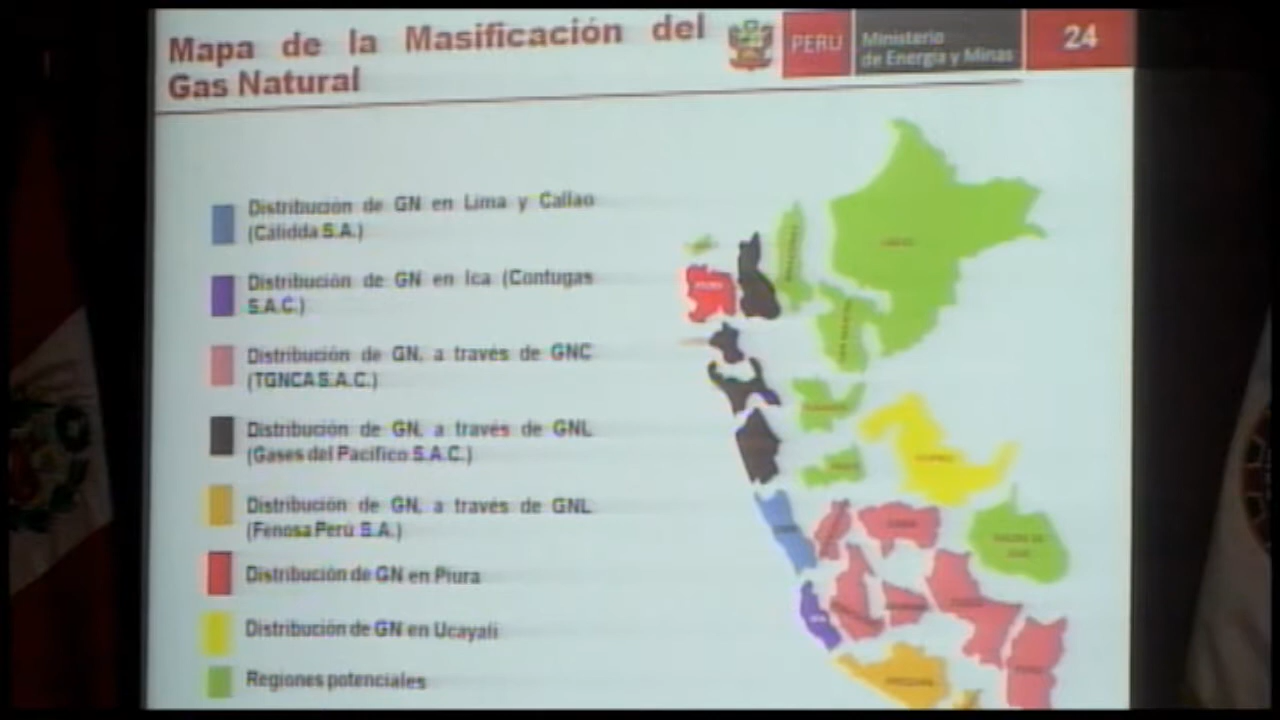 Mapa de la Masificación del
Gas Natural
PERÚ
Ministerio
de Energía y Minas
24
Distribución de GN en Lima y Callao
(Cálidda S.A.)
Distribución de GN en Ica (Contugas
S.A.C.)
Distribución de GN, a través de GNC
(TGNCA S.A.C.)
Distribución de GN, a través de GNL
(Gases del Pacífico S.A.C.)
Distribución de GN, a través de GNL
(Fenosa Perú S.A.)
Distribución de GN en Piura
Distribución de GN en Ucayali
Regiones potenciales